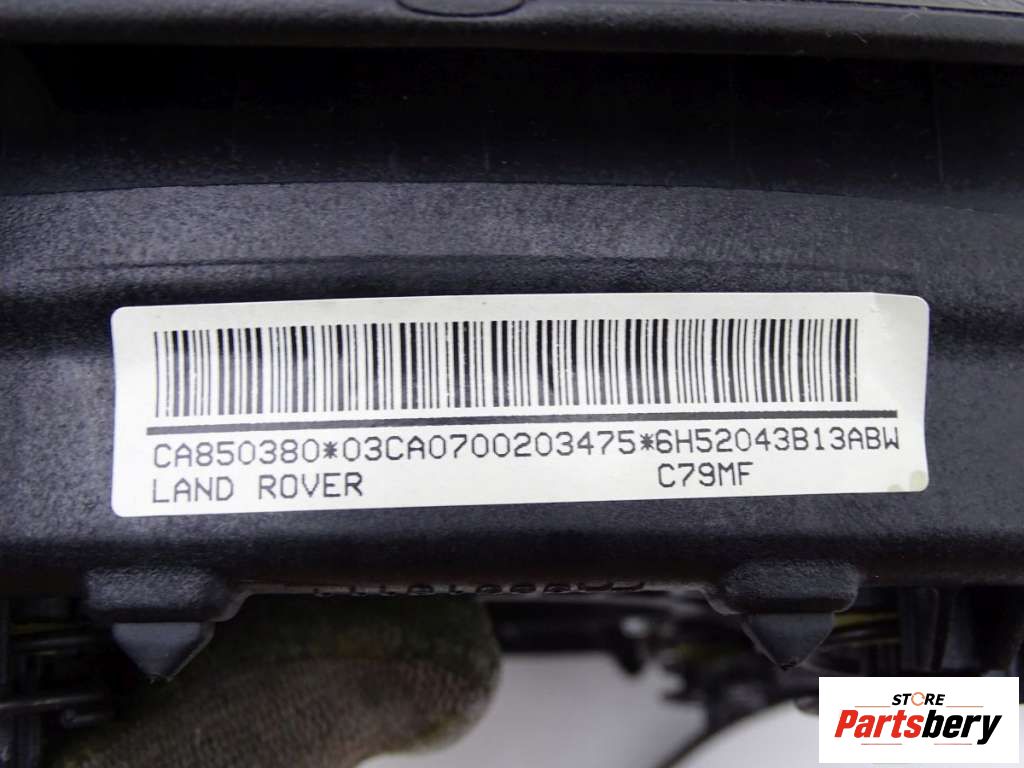 CA850380*03CA0700203475*6H52043B13ABW
LAND ROVER C79MF
STORE
Partsbery